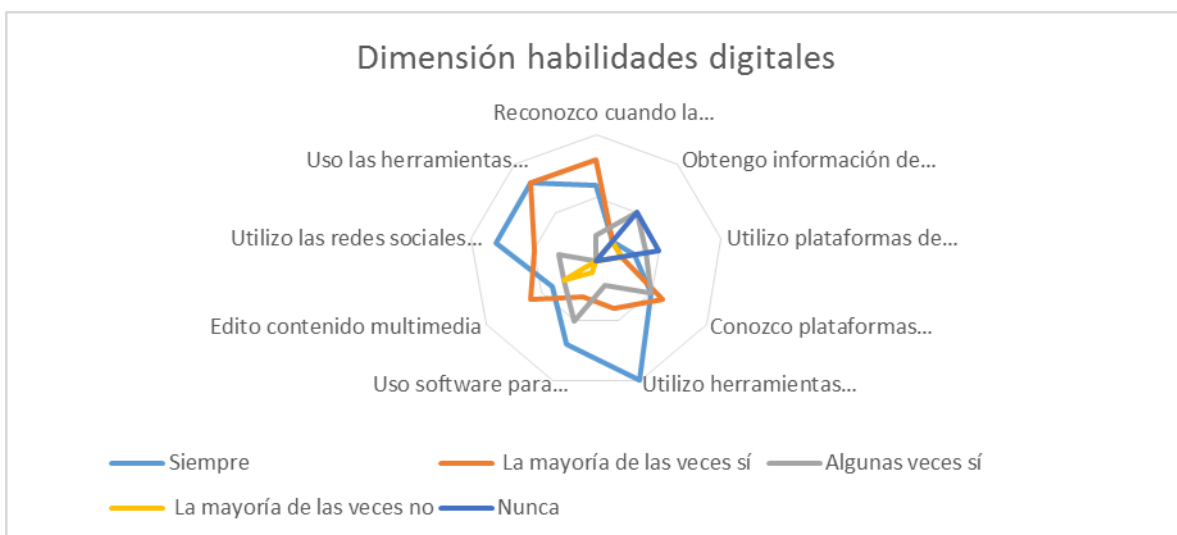 Dimensión habilidades digitales
Reconozco cuando la...
Uso las herramientas...
Obtengo información de...
Utilizo las redes sociales...
Utilizo plataformas de...
Edito contenido multimedia
Conozco plataformas...
Uso software para...
Utilizo herramientas...
Siempre
La mayoría de las veces sí
Algunas veces sí
La mayoría de las veces no
Nunca